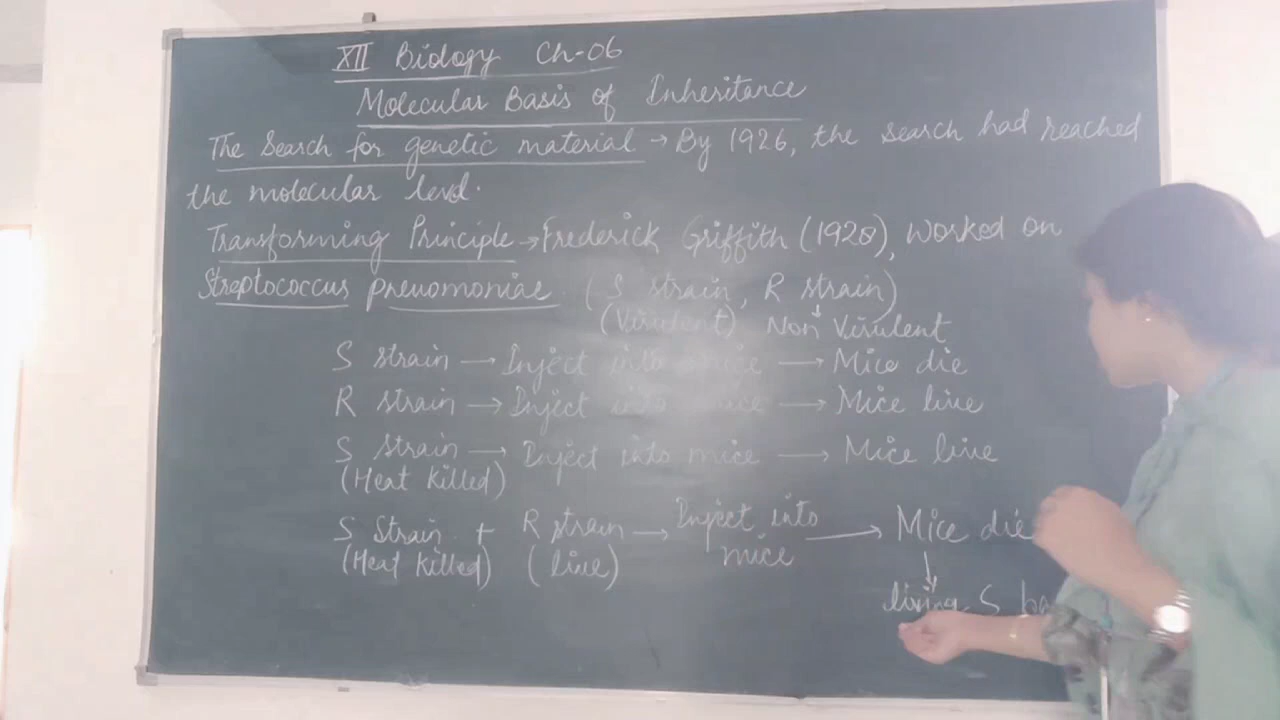 XII Biology Ch-06
Molecular Basis of Inheritance
The Search for genetic material → By 1926, the search had reached
the molecular level.
Transforming Principle → Frederick Griffith (1928), worked on
Streptococcus pneuomoniae. (S strain, R strain)
(Virulent) Non Virulent
S strain → Inject into mice → Mice die
R strain → Inject into mice → Mice live
S strain → Inject into mice → Mice live
(Heat killed)
S Strain + R strain → Inject into mice → Mice die
(Heat killed) (live)
↓
living S